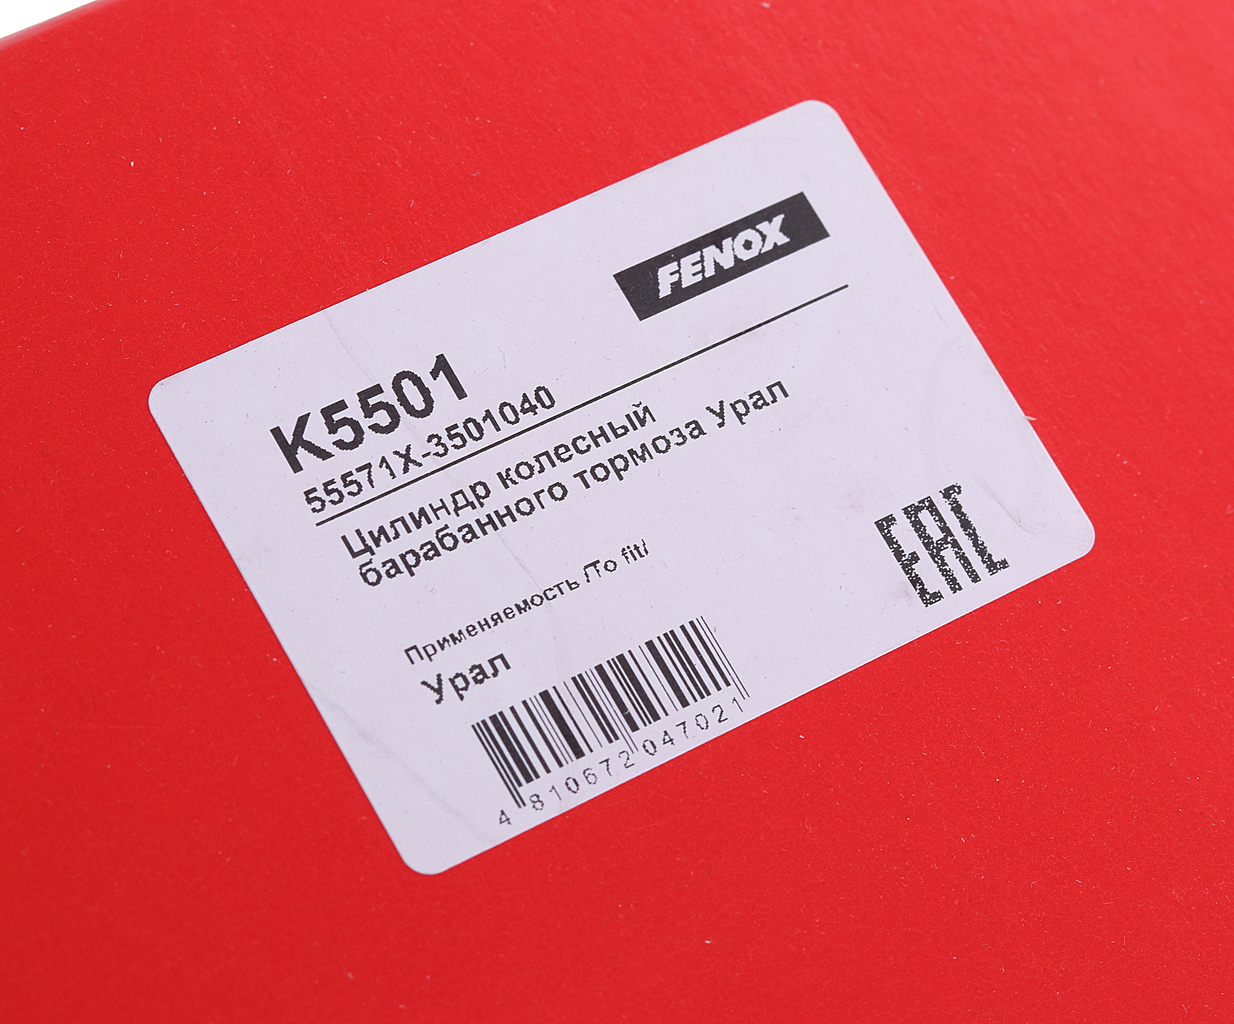 FENOX
K5501
55571X-3501040
Цилиндр колесный
барабанного тормоза Урал
Применяемость /To fit/
Урал
EAC
4 810672 047021